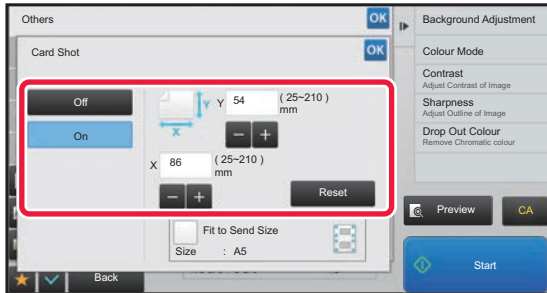 Others
OK
Card Shot
OK
Off
On
Y
Y
54
( 25~210 )
mm
X
X
86
( 25~210 )
mm
Reset
Fit to Send Size
Size : A5
Back
Background Adjustment
Colour Mode
Contrast
Adjust Contrast of Image
Sharpness
Adjust Outline of Image
Drop Out Colour
Remove Chromatic colour
Preview
CA
Start